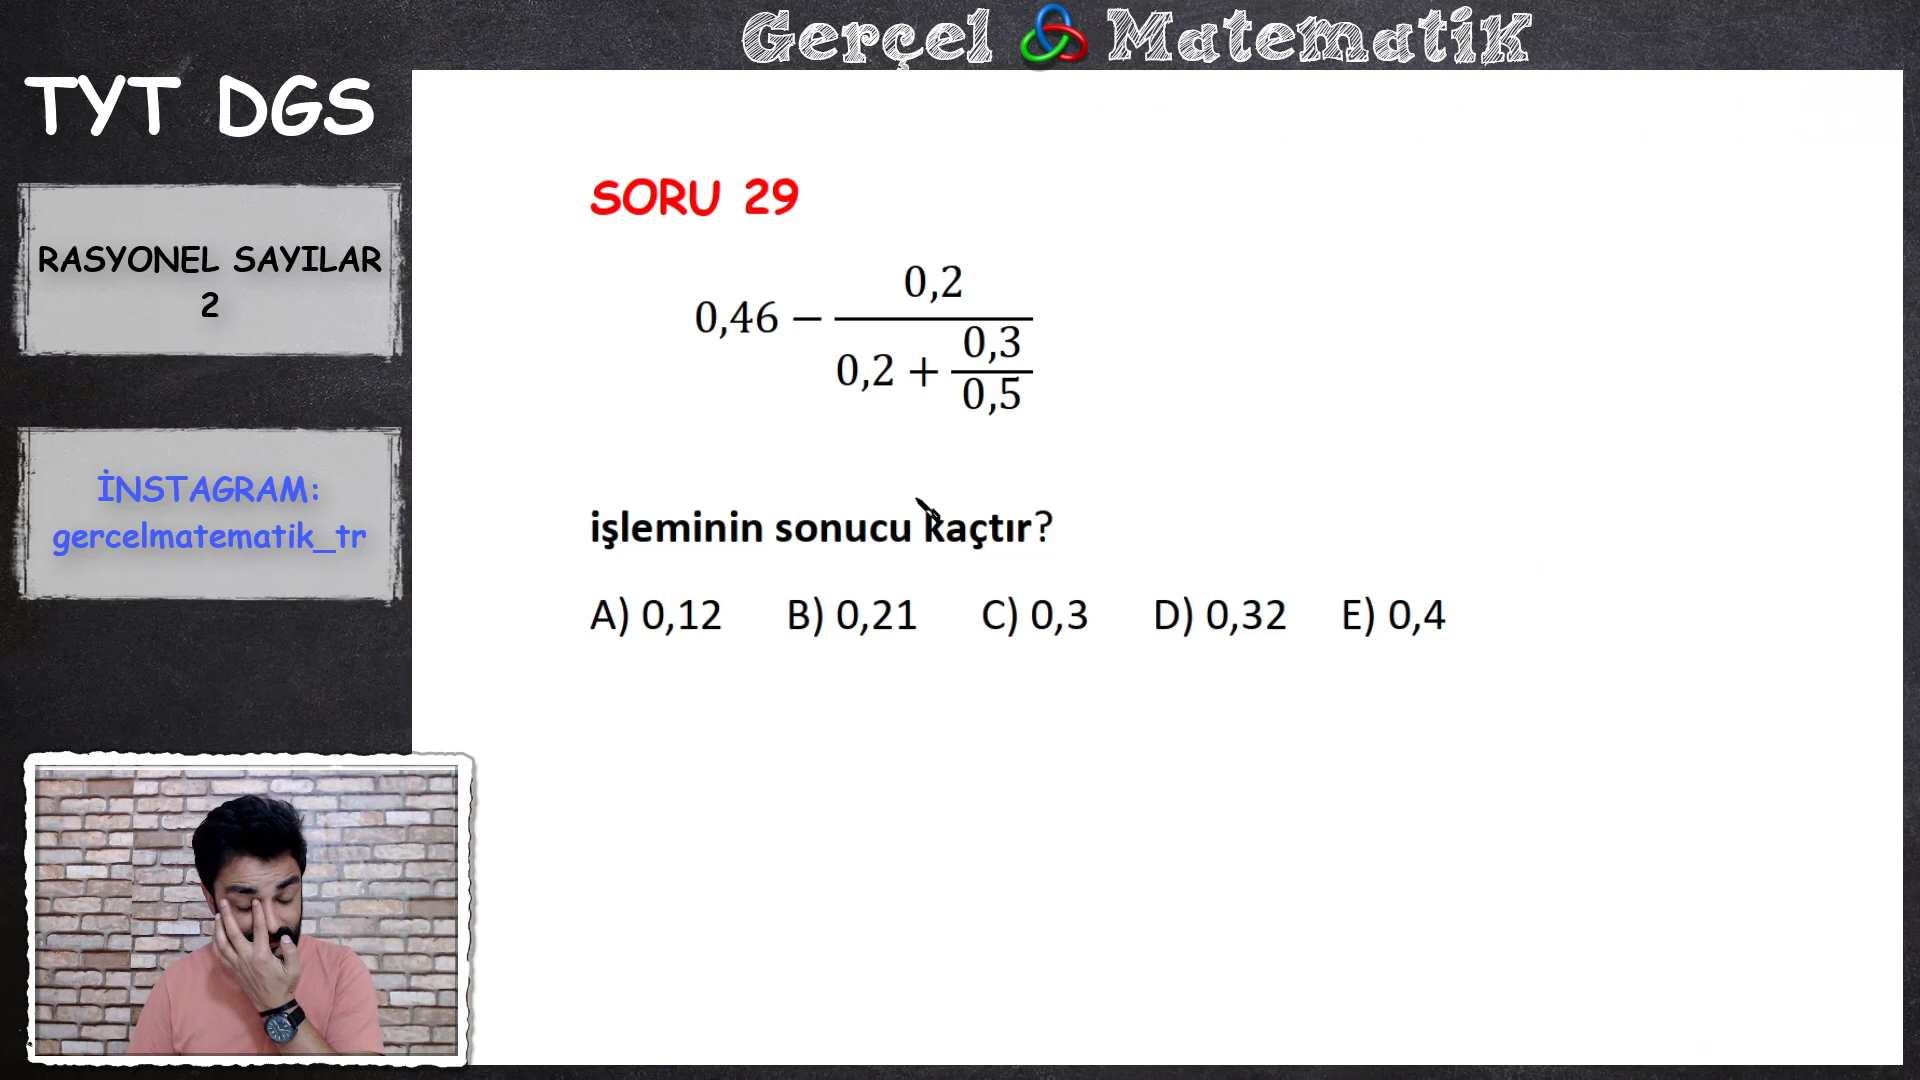 Gerçel Matematik
TYT DGS
RASYONEL SAYILAR
2
İNSTAGRAM:
gercelmatematik_tr
SORU 29
0,46 − 0,2 / (0,2 + 0,3 / 0,5)
işleminin sonucu kaçtır?
A) 0,12 B) 0,21 C) 0,3 D) 0,32 E) 0,4